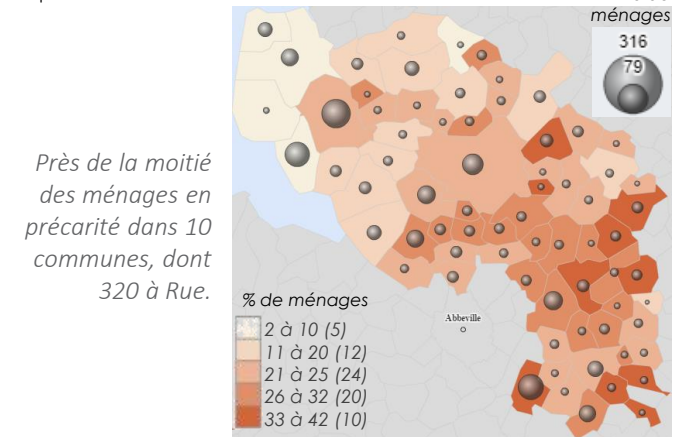 ménages
316
79
Près de la moitié
des ménages en
précarité dans 10
communes, dont
320 à Rue.
% de ménages
Abbeville
2 à 10 (5)
11 à 20 (12)
21 à 25 (24)
26 à 32 (20)
33 à 42 (10)